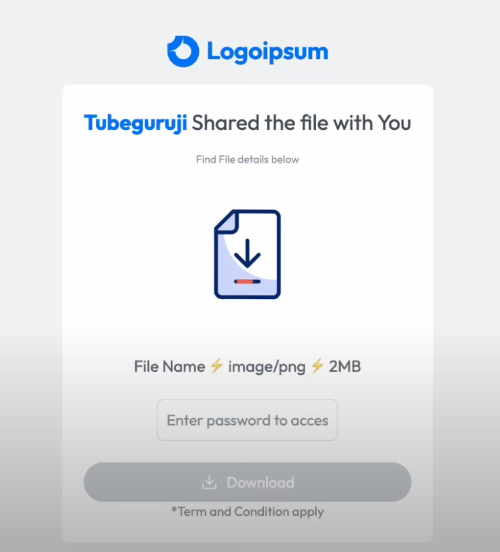 Logoipsum
Tubeguruji Shared the file with You
Find File details below
File Name ⚡ image/png ⚡ 2MB
Enter password to acces
Download
*Term and Condition apply